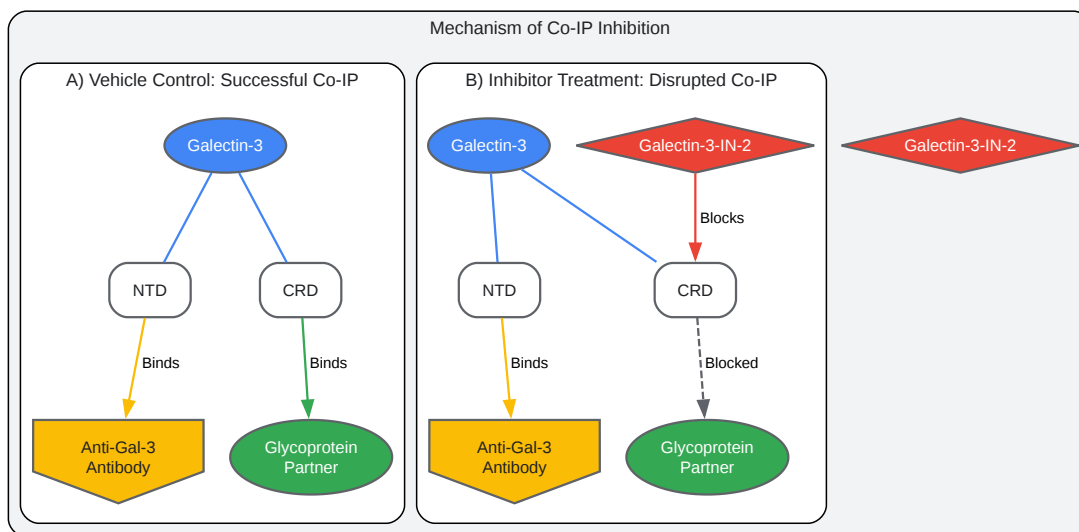 Mechanism of Co-IP Inhibition
A) Vehicle Control: Successful Co-IP
Galectin-3
NTD
CRD
Binds
Binds
Anti-Gal-3
Antibody
Glycoprotein
Partner
B) Inhibitor Treatment: Disrupted Co-IP
Galectin-3
Galectin-3-IN-2
Blocks
NTD
CRD
Binds
Blocked
Anti-Gal-3
Antibody
Glycoprotein
Partner
Galectin-3-IN-2